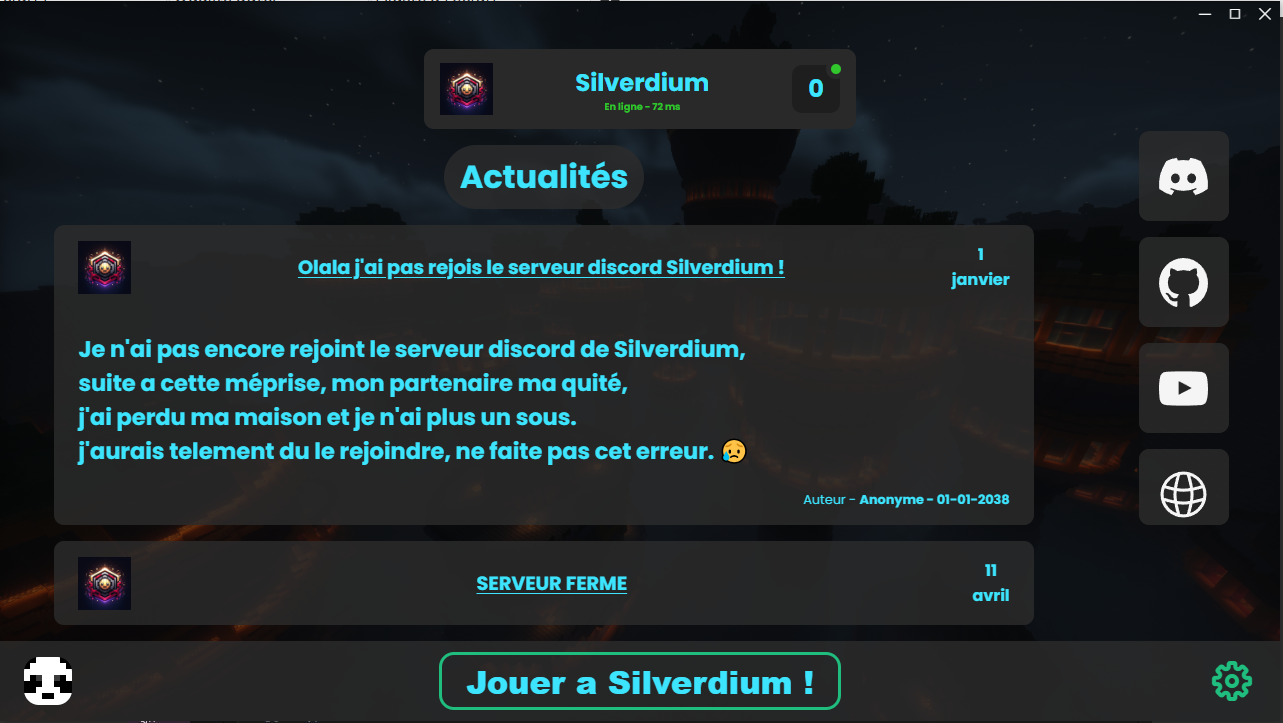 Silverdium
En ligne - 72 ms
0
Actualités
Olala j'ai pas rejois le serveur discord Silverdium !
1
janvier
Je n'ai pas encore rejoint le serveur discord de Silverdium,
suite a cette méprise, mon partenaire ma quité,
j'ai perdu ma maison et je n'ai plus un sous.
j'aurais telement du le rejoindre, ne faite pas cet erreur. 😥
Auteur - Anonyme - 01-01-2038
SERVEUR FERME
11
avril
Jouer a Silverdium !